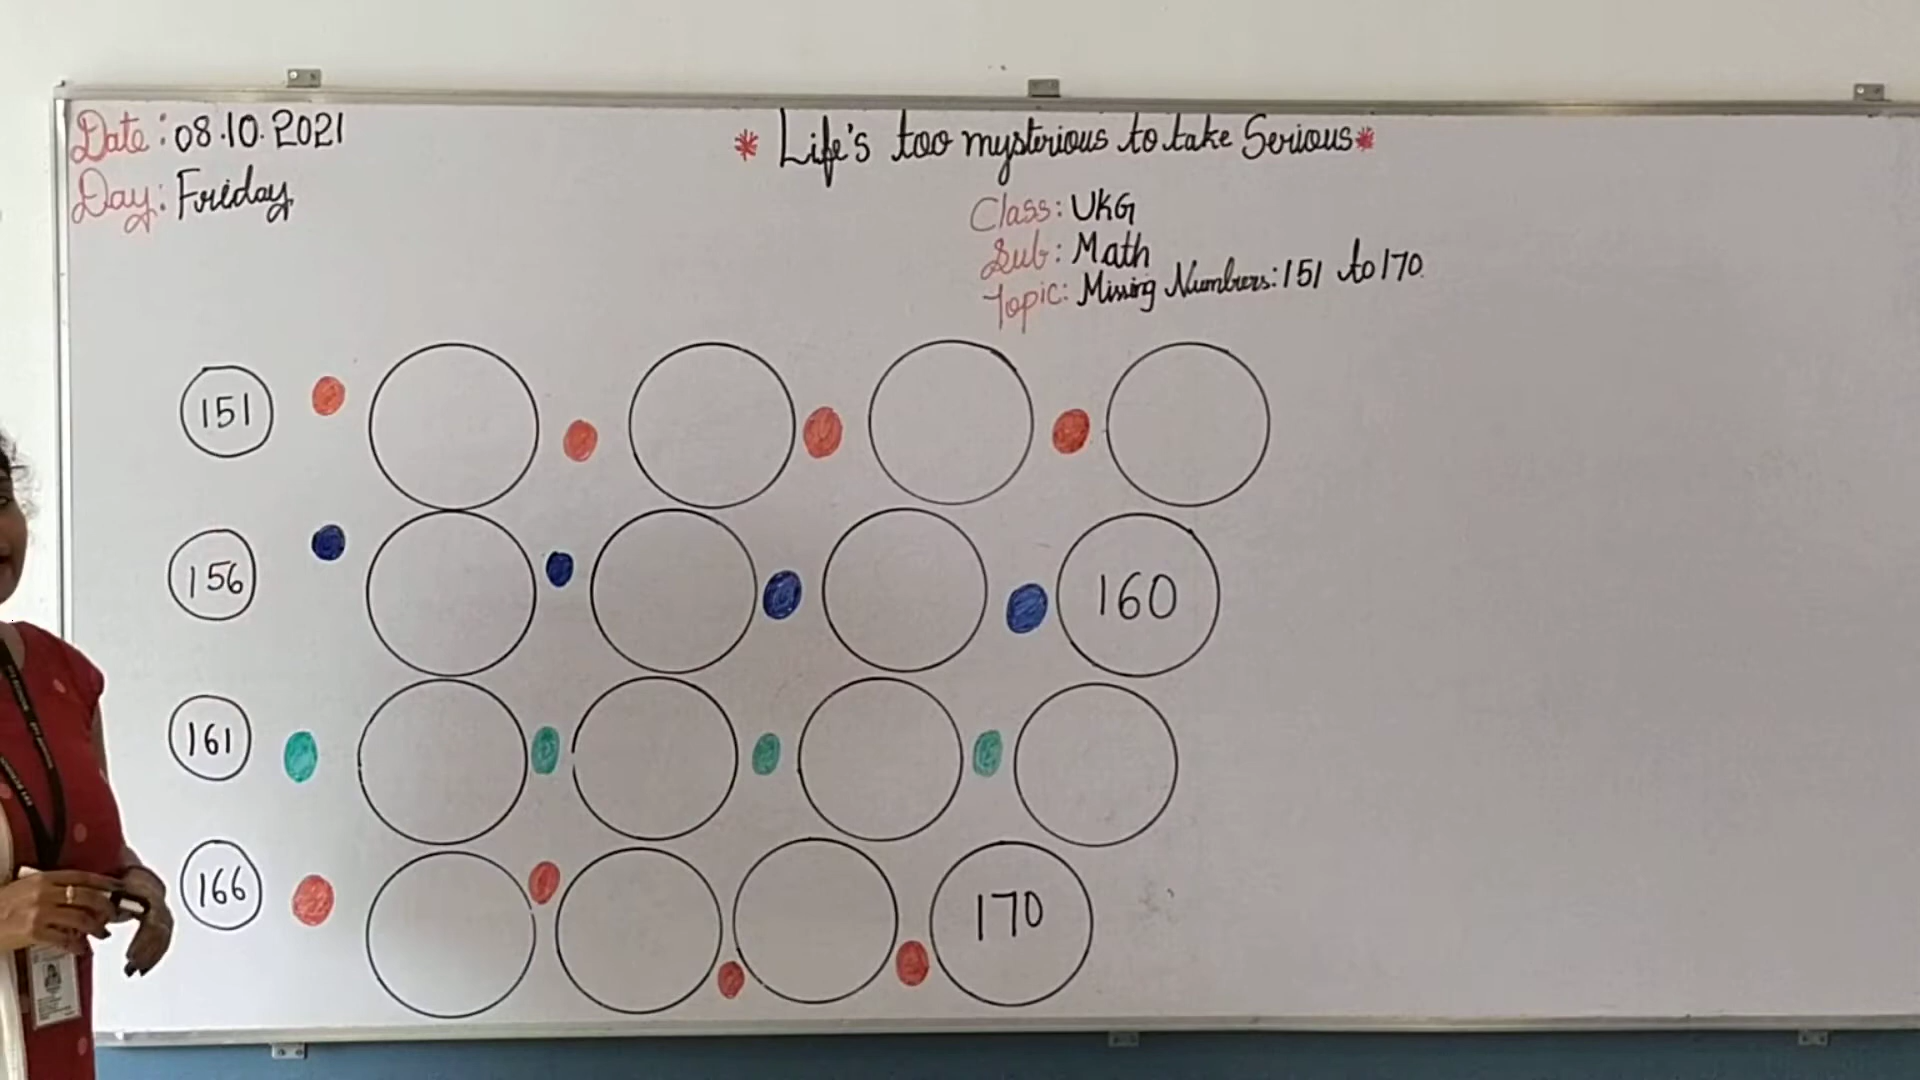 Date: 08.10.2021
* Life's too mysterious to take Serious *
Day: Friday
Class: UKG
Sub: Math
Topic: Missing Numbers: 151 to 170
151
156
160
161
166
170